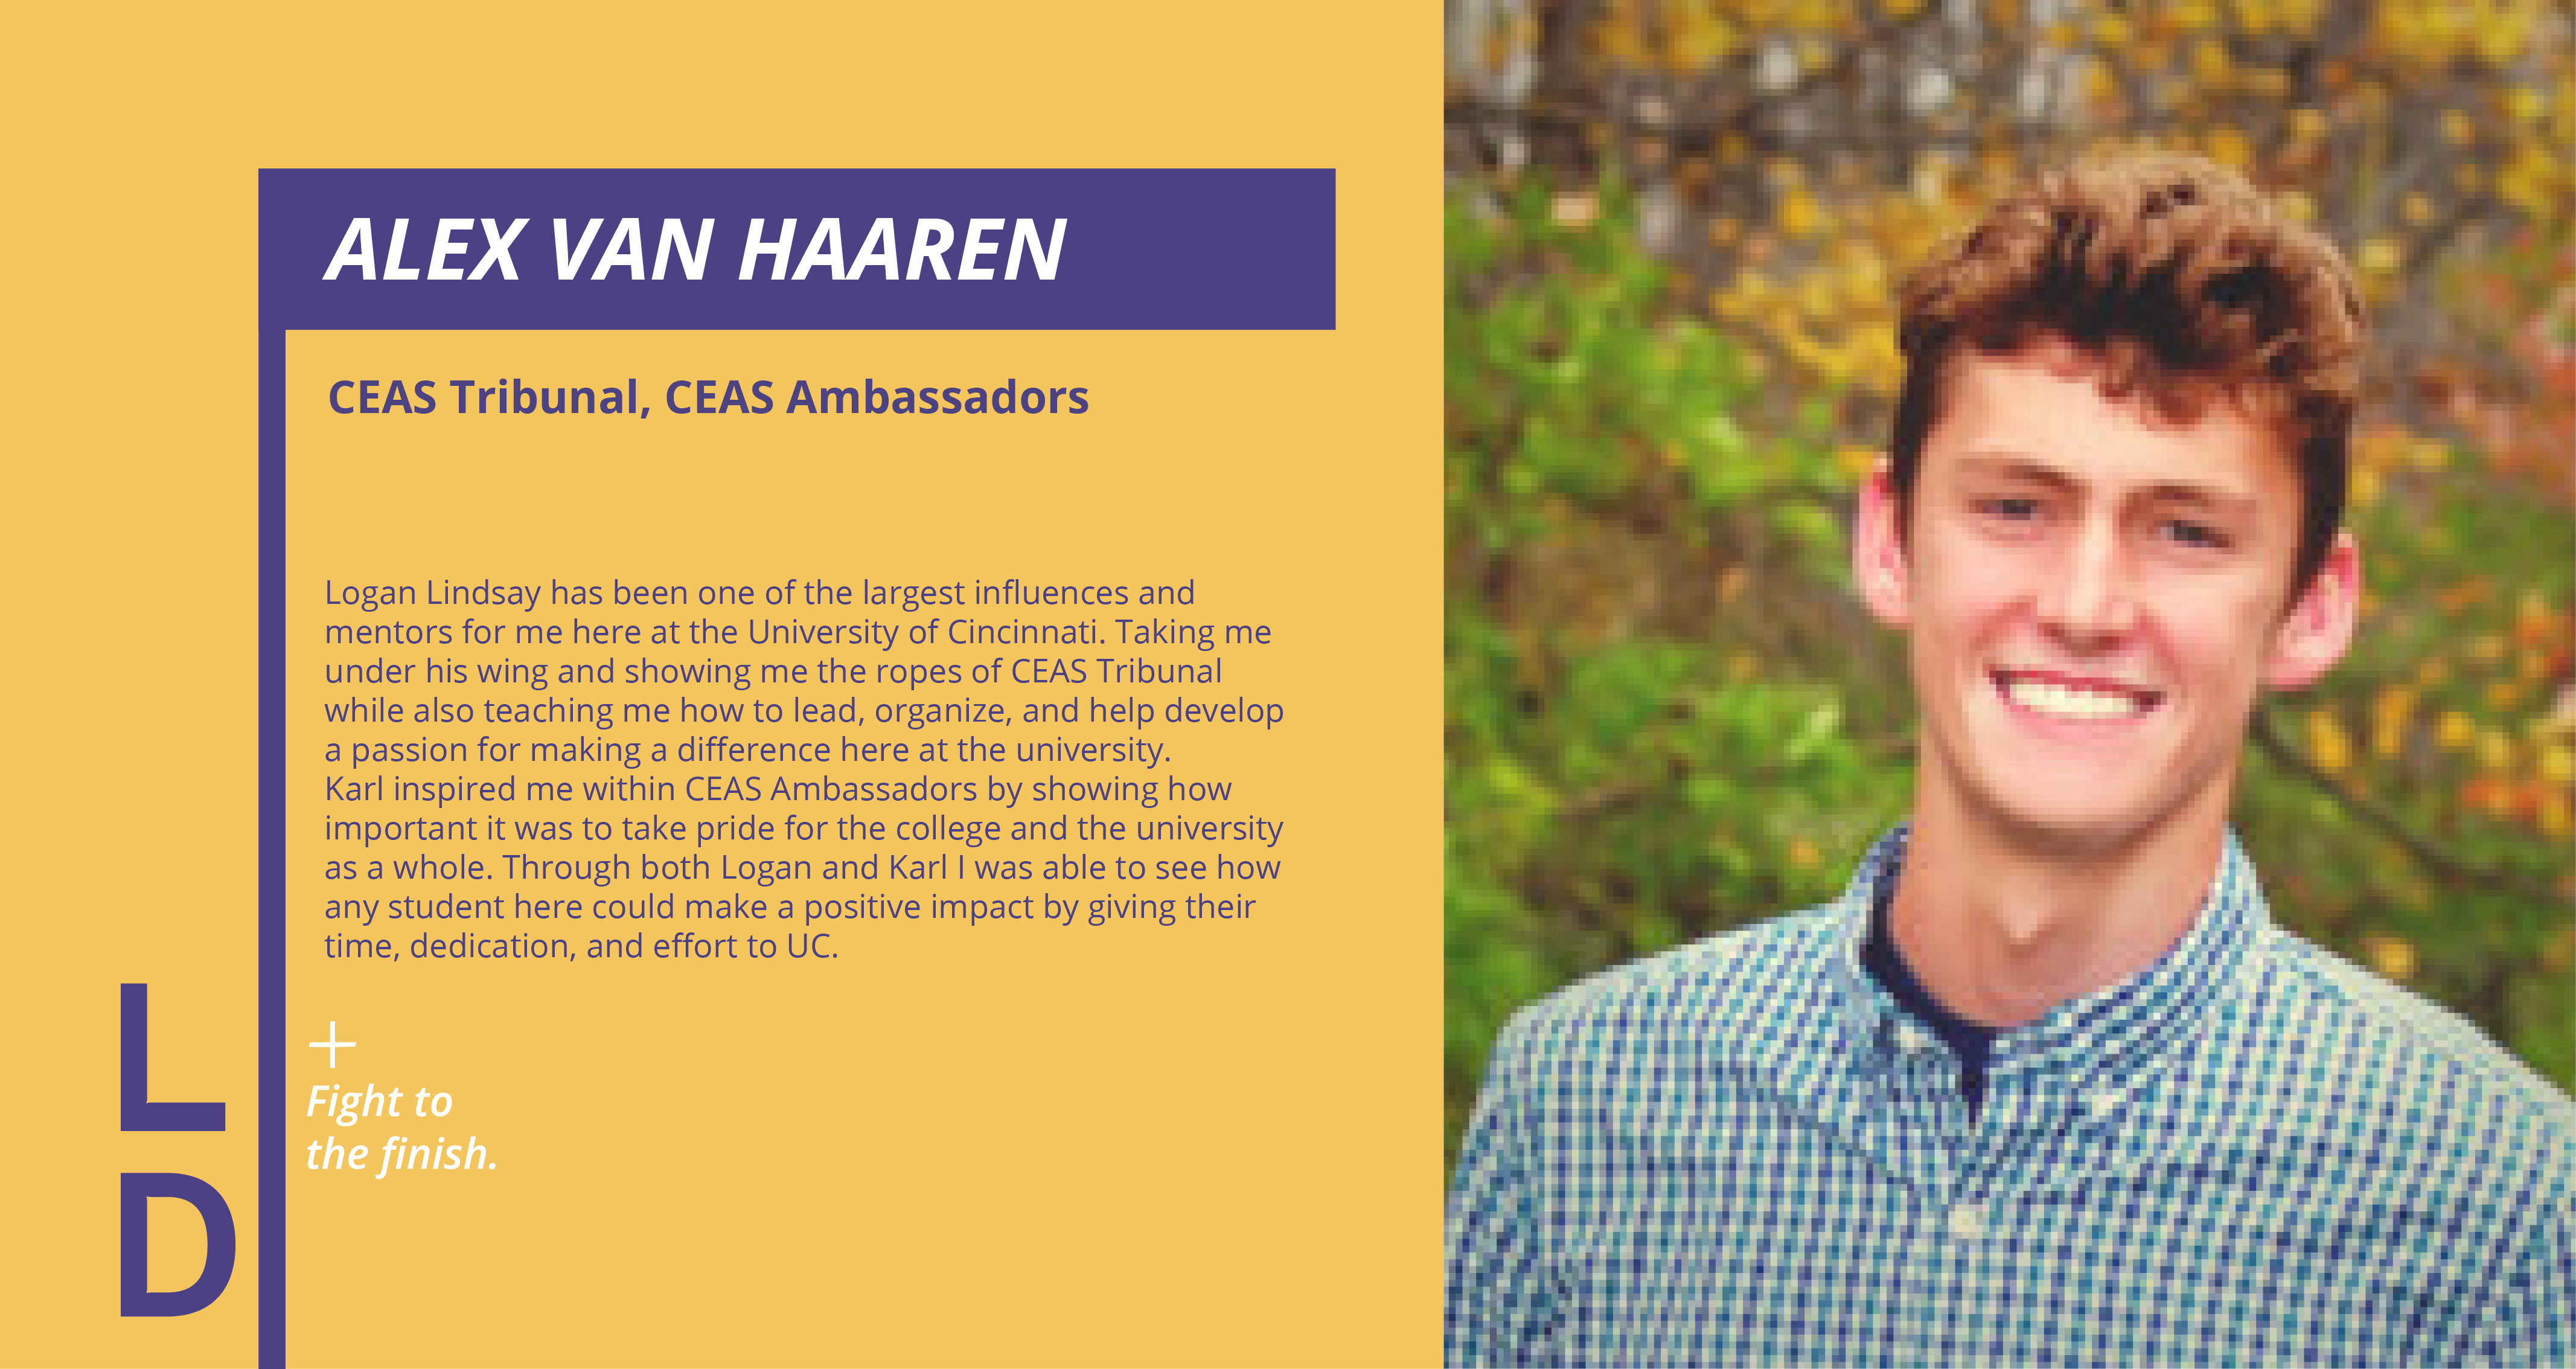 ALEX VAN HAAREN
CEAS Tribunal, CEAS Ambassadors
Logan Lindsay has been one of the largest influences and
mentors for me here at the University of Cincinnati. Taking me
under his wing and showing me the ropes of CEAS Tribunal
while also teaching me how to lead, organize, and help develop
a passion for making a difference here at the university.
Karl inspired me within CEAS Ambassadors by showing how
important it was to take pride for the college and the university
as a whole. Through both Logan and Karl I was able to see how
any student here could make a positive impact by giving their
time, dedication, and effort to UC.
L
D
+
Fight to
the finish.